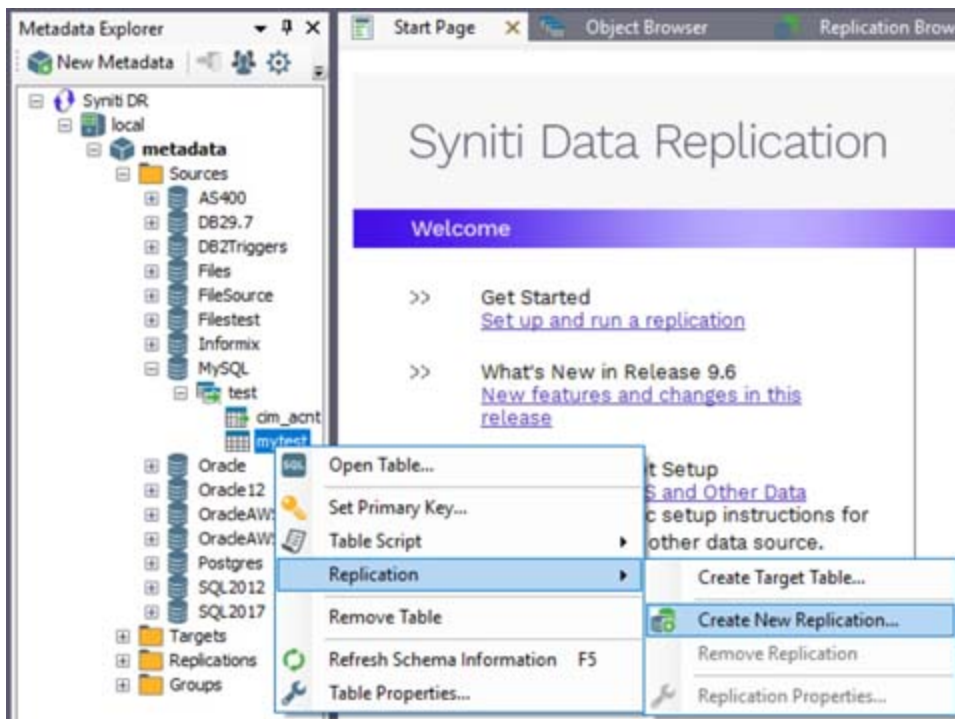 Metadata Explorer
New Metadata
Syniti DR
local
metadata
Sources
AS400
DB29.7
DB2Triggers
Files
FileSource
Filestest
Informix
MySQL
test
cim_acnt
mytest
Oracle
Oracle12
OracleAW
OracleAW
Postgres
SQL2012
SQL2017
Targets
Replications
Groups
Start Page
Object Browser
Replication Brow
Syniti Data Replication
Welcome
>> Get Started
Set up and run a replication
>> What's New in Release 9.6
New features and changes in this
release
t Setup
S and Other Data
c setup instructions for
other data source.
SQL
Open Table...
Set Primary Key...
Table Script
Replication
Remove Table
Refresh Schema Information F5
Table Properties...
Create Target Table...
Create New Replication...
Remove Replication
Replication Properties...